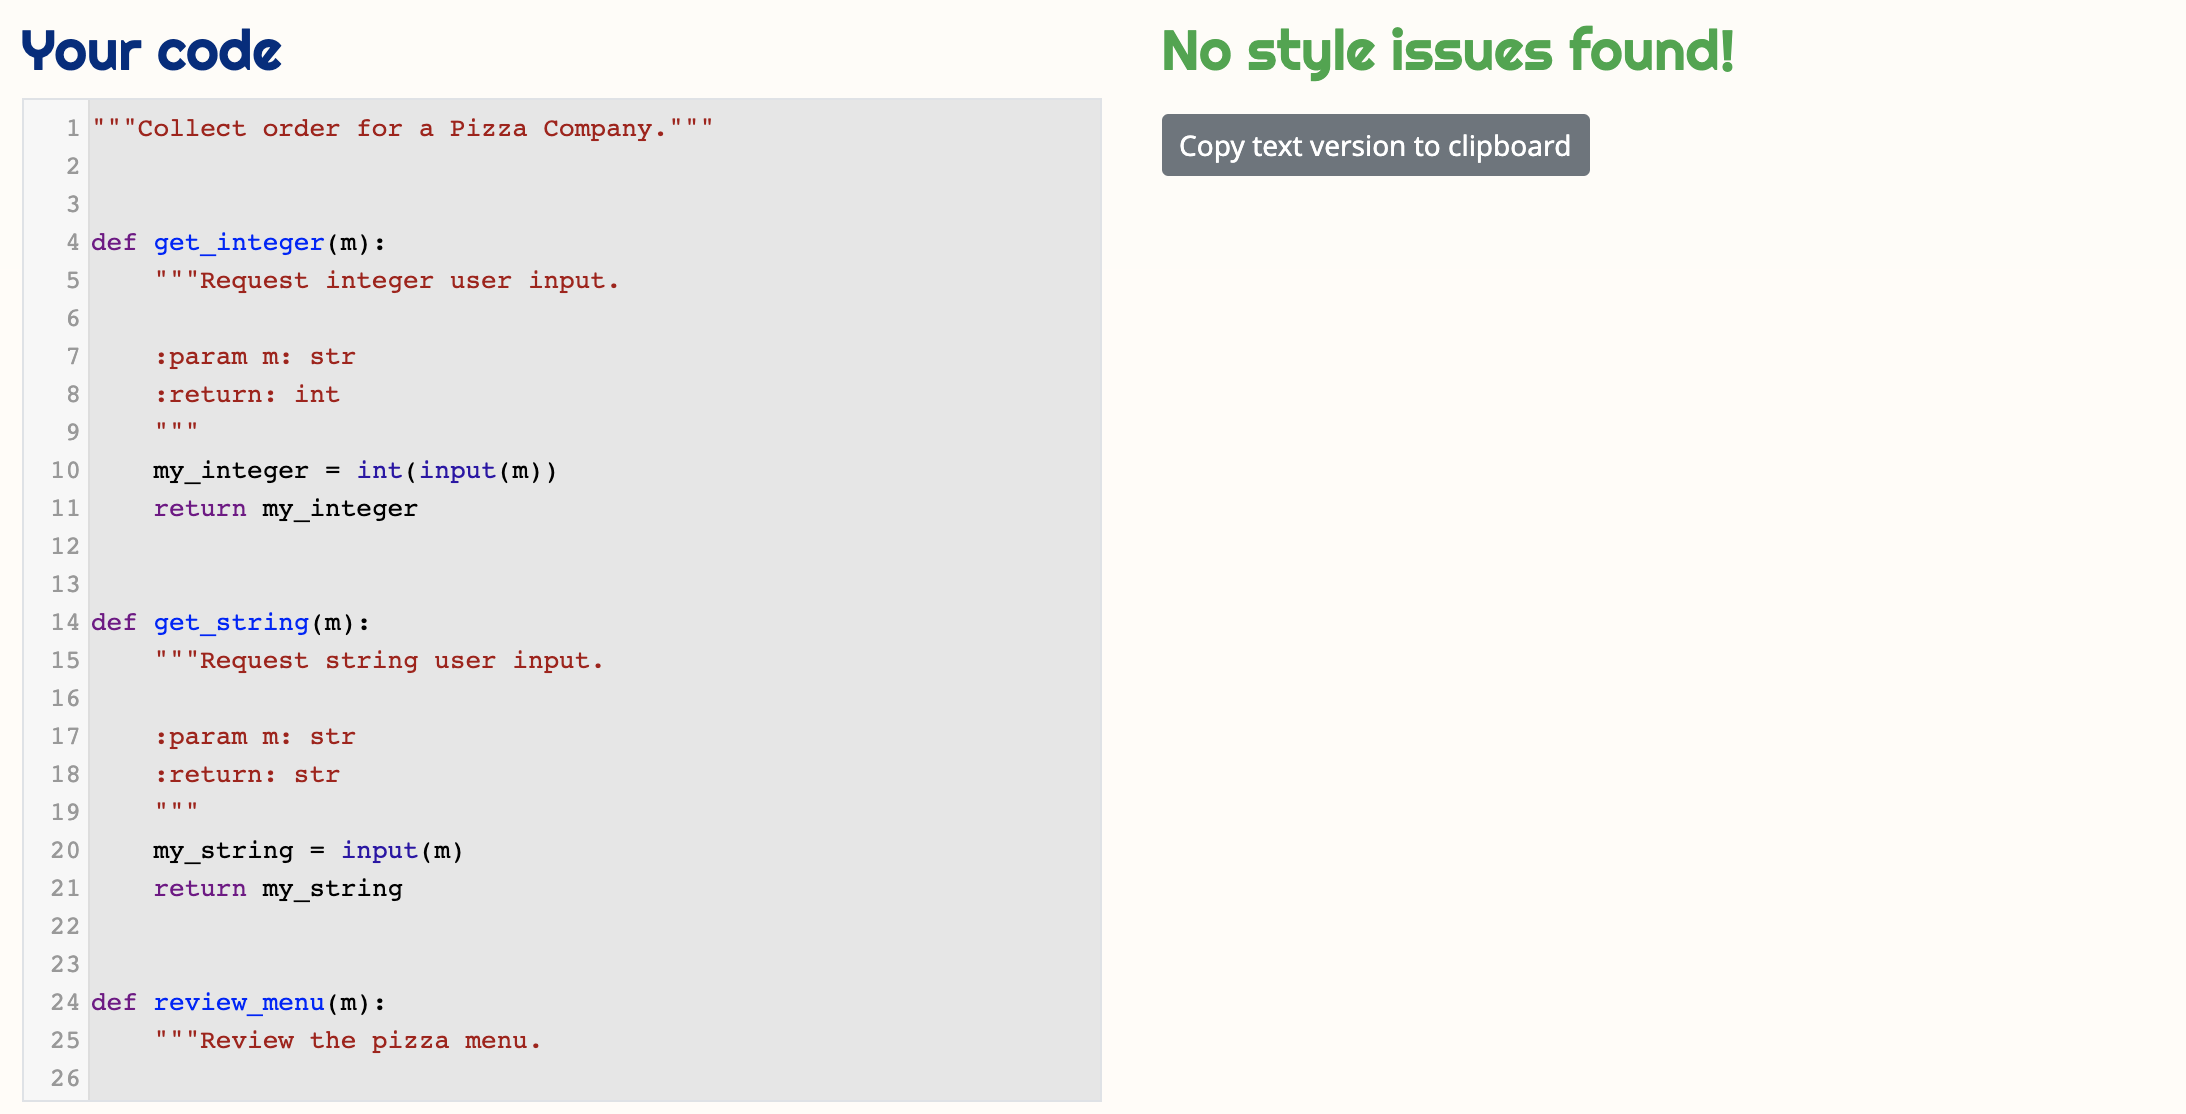 Your code
1 """Collect order for a Pizza Company."""
2
3
4 def get_integer(m):
5     """Request integer user input.
6
7     :param m: str
8     :return: int
9     """
10     my_integer = int(input(m))
11     return my_integer
12
13
14 def get_string(m):
15     """Request string user input.
16
17     :param m: str
18     :return: str
19     """
20     my_string = input(m)
21     return my_string
22
23
24 def review_menu(m):
25     """Review the pizza menu.
26
No style issues found!
Copy text version to clipboard